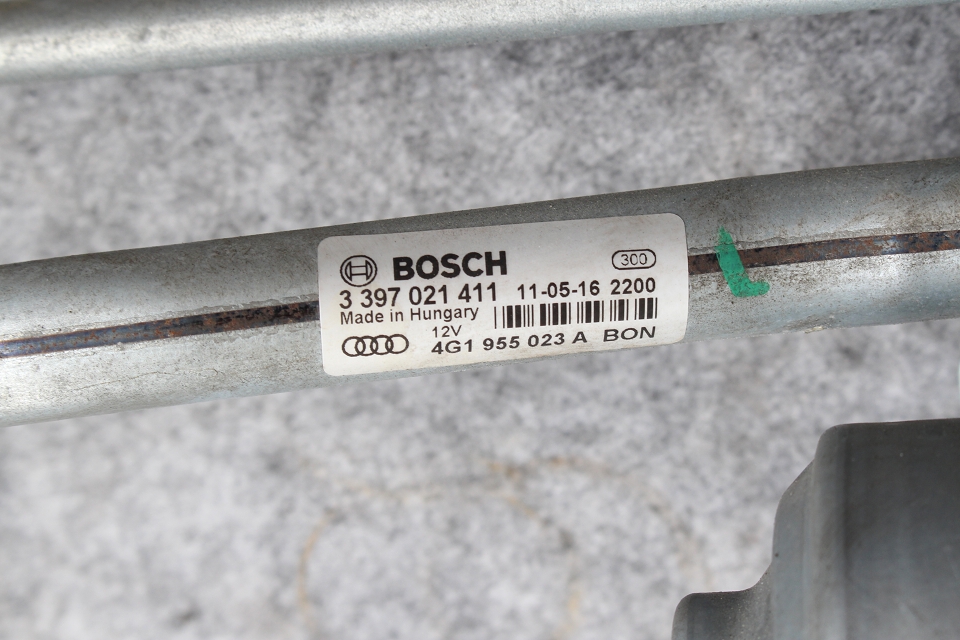 BOSCH 300
3 397 021 411 11-05-16 2200
Made in Hungary
12V
4G1 955 023 A BON